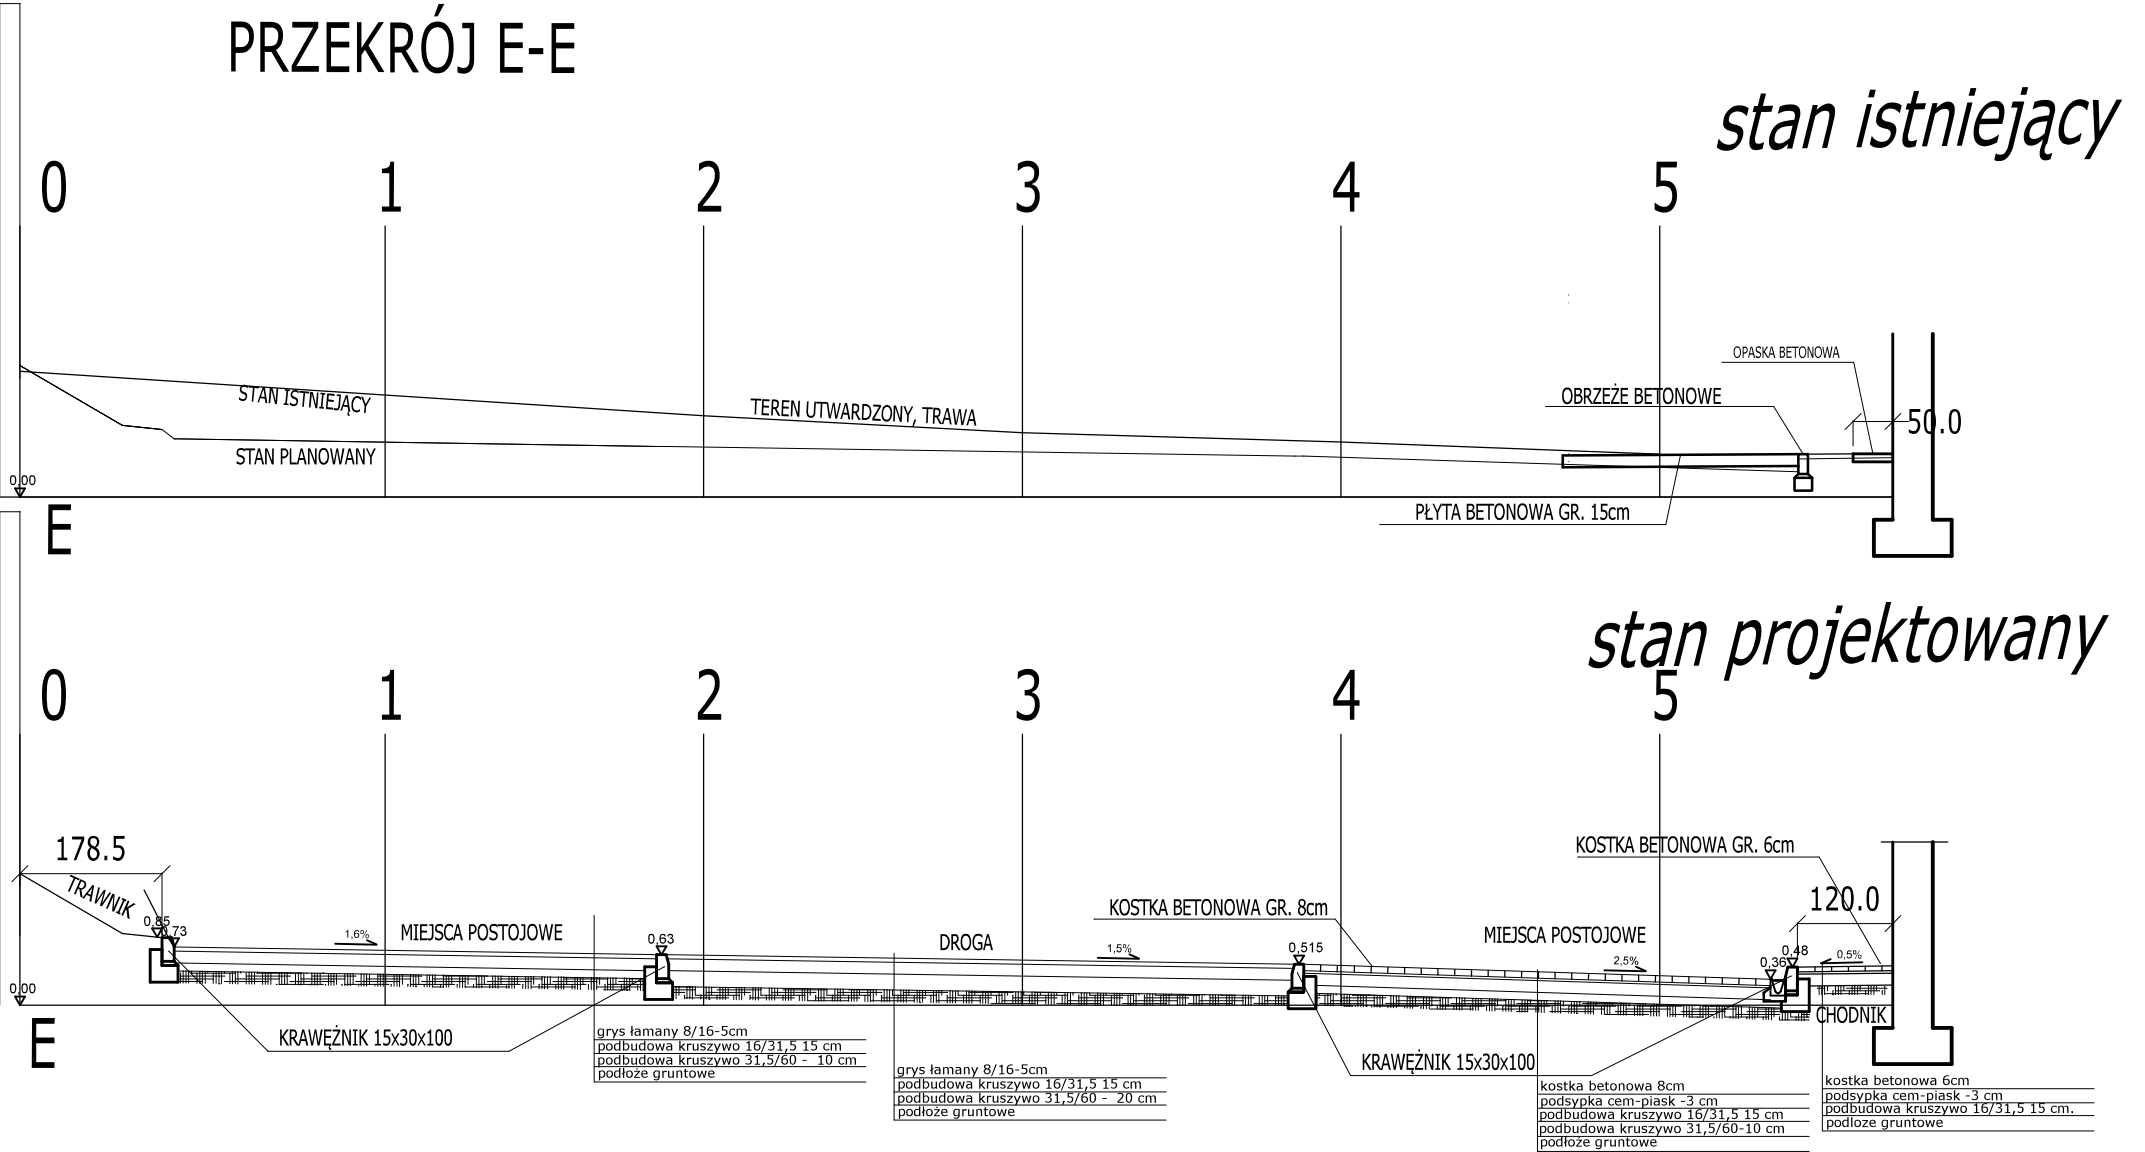 PRZEKRÓJ E-E
stan istniejący
0 1 2 3 4 5
OPASKA BETONOWA
STAN ISTNIEJĄCY
TEREN UTWARDZONY, TRAWA
OBRZEŻE BETONOWE
50.0
STAN PLANOWANY
0,00
PŁYTA BETONOWA GR. 15cm
E
stan projektowany
0 1 2 3 4 5
178.5
KOSTKA BETONOWA GR. 6cm
TRAWNIK
120.0
KOSTKA BETONOWA GR. 8cm
0,85
0,73
1,6%
MIEJSCA POSTOJOWE
0,63
DROGA
1,5%
0,515
MIEJSCA POSTOJOWE
2,5%
0,36
0,48
0,5%
0,00
CHODNIK
E
KRAWĘŻNIK 15x30x100
KRAWĘŻNIK 15x30x100
grys łamany 8/16-5cm
podbudowa kruszywo 16/31,5 15 cm
podbudowa kruszywo 31,5/60 - 10 cm
podłoże gruntowe
grys łamany 8/16-5cm
podbudowa kruszywo 16/31,5 15 cm
podbudowa kruszywo 31,5/60 - 20 cm
podłoże gruntowe
kostka betonowa 8cm
podsypka cem-piask -3 cm
podbudowa kruszywo 16/31,5 15 cm
podbudowa kruszywo 31,5/60-10 cm
podłoże gruntowe
kostka betonowa 6cm
podsypka cem-piask -3 cm
podbudowa kruszywo 16/31,5 15 cm.
podloze gruntowe